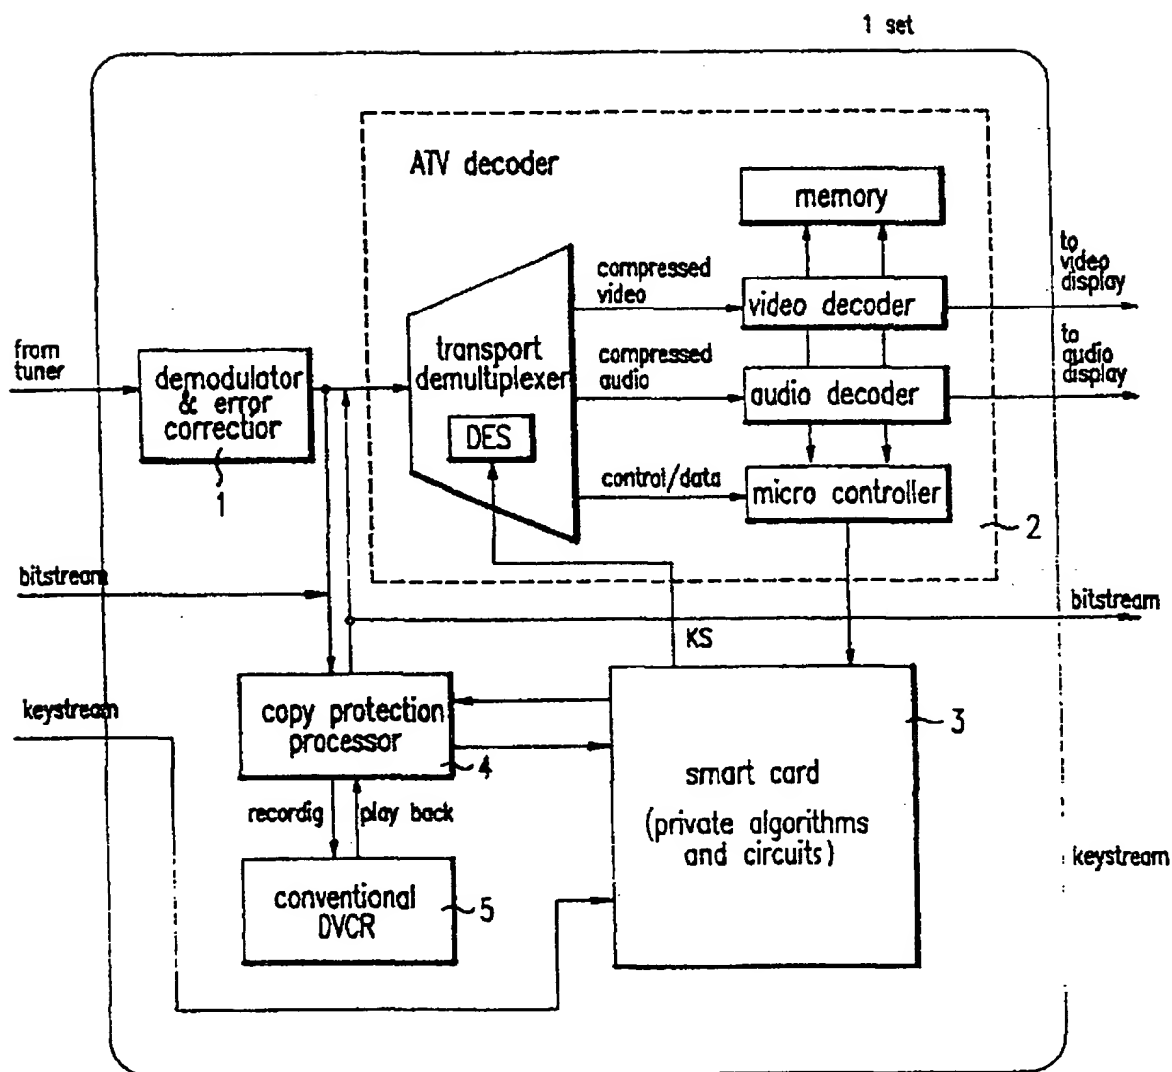 1 set
ATV decoder
memory
compressed
video
to
video
display
video decoder
from
tuner
demodulator
& error
correctior
1
transport
demultiplexer
DES
compressed
audio
to
audio
display
audio decoder
control/data
micro controller
2
bitstream
bitstream
KS
keystream
copy protection
processor
4
3
smart card
(private algorithms
and circuits)
recordig
play back
keystream
conventional
DVCR
5